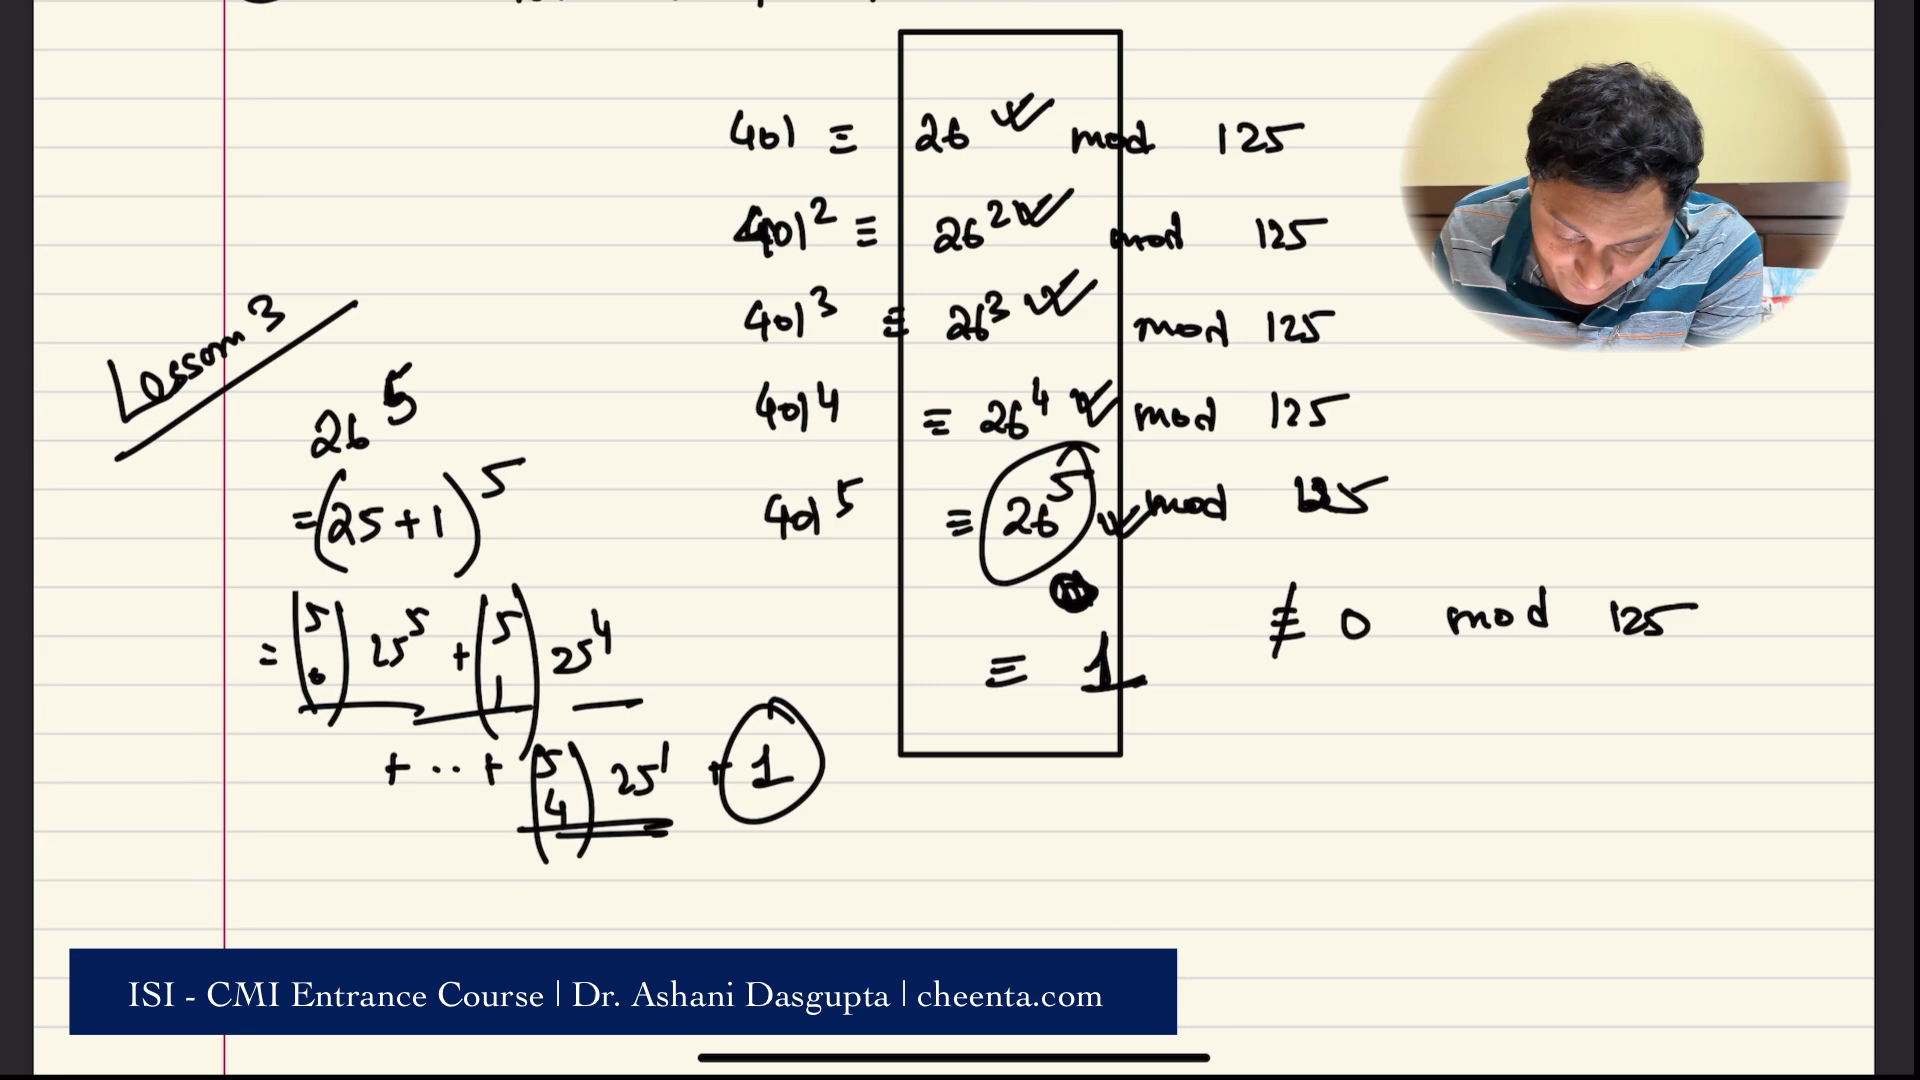 401 ≡ 26 mod 125
401² ≡ 26² mod 125
401³ ≡ 26³ mod 125
401⁴ ≡ 26⁴ mod 125
401⁵ ≡ 26⁵ mod 125
≡ 1
≢ 0 mod 125
Lesson 3
26⁵
= (25+1)⁵
= (5 0) 25⁵ + (5 1) 25⁴
+ ·· + (5 4) 25¹ + 1
ISI - CMI Entrance Course | Dr. Ashani Dasgupta | cheenta.com